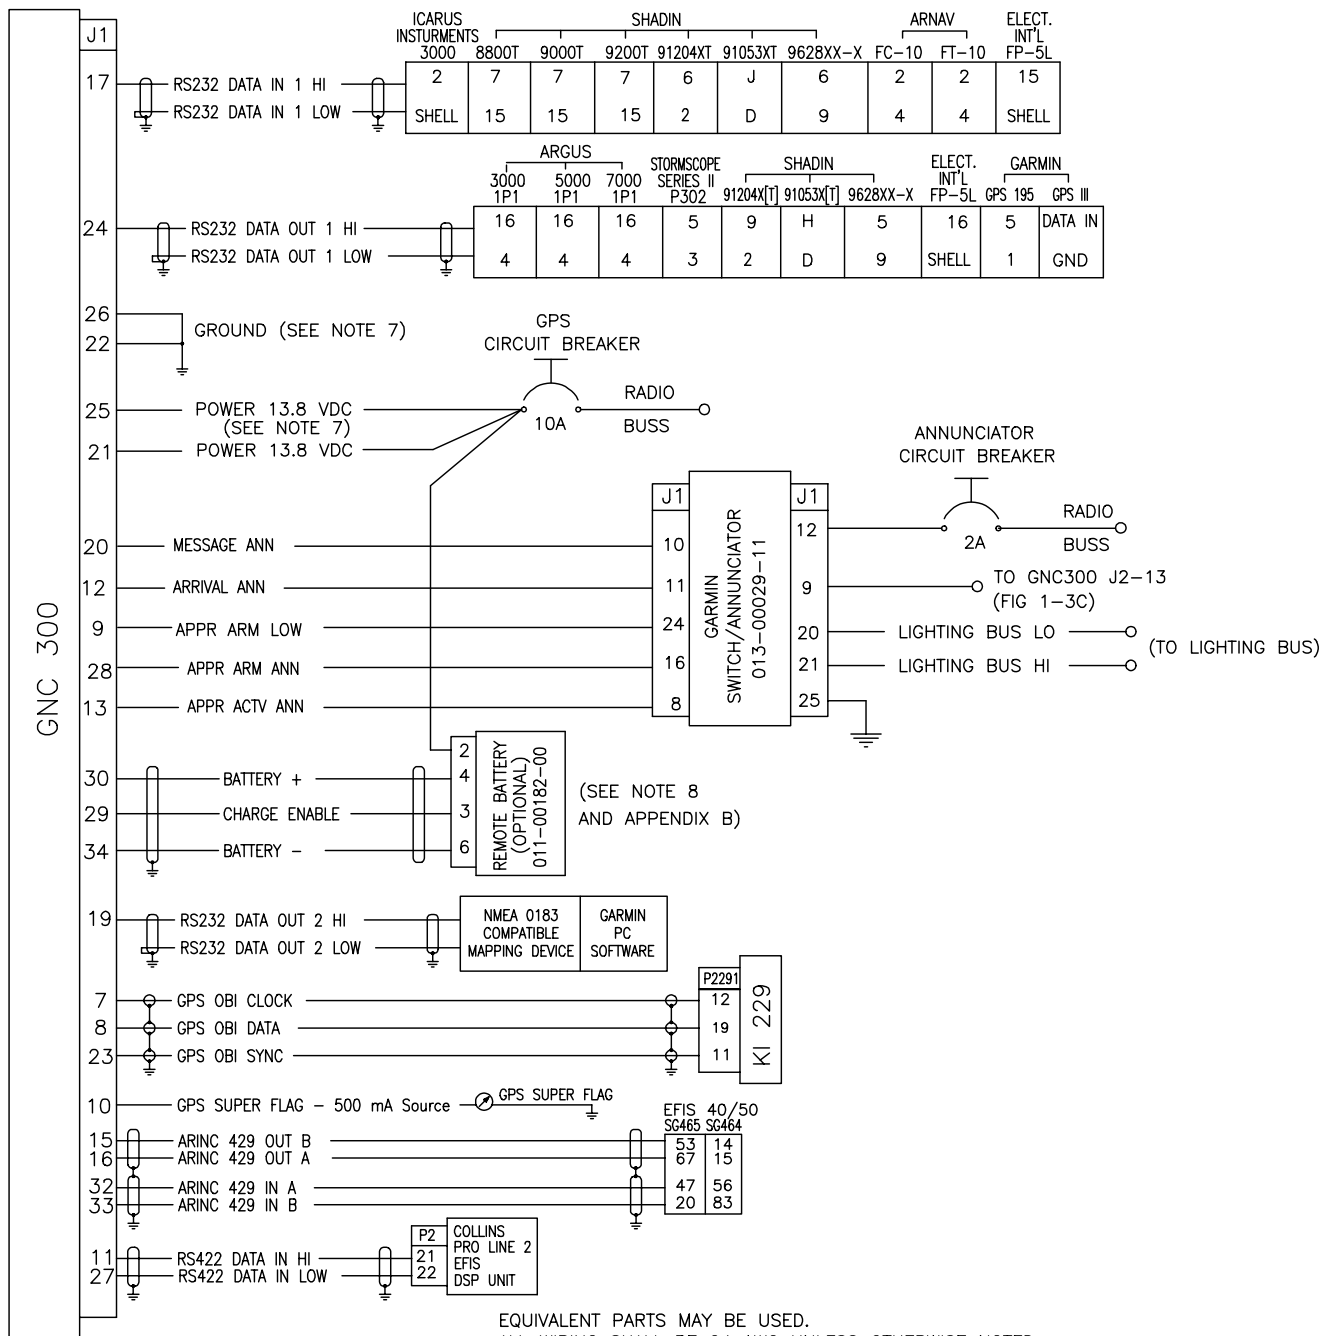 J1
ICARUS INSTURMENTS 3000
SHADIN
8800T 9000T 9200T 91204XT 91053XT 9628XX-X
ARNAV
FC-10 FT-10
ELECT. INT'L FP-5L
17 RS232 DATA IN 1 HI 2 7 7 7 6 J 6 2 2 15
RS232 DATA IN 1 LOW SHELL 15 15 15 2 D 9 4 4 SHELL
ARGUS
3000 1P1 5000 1P1 7000 1P1
STORMSCOPE SERIES II P302
SHADIN
91204X[T] 91053X[T] 9628XX-X
ELECT. INT'L FP-5L
GARMIN
GPS 195 GPS III
24 RS232 DATA OUT 1 HI 16 16 16 5 9 H 5 16 5 DATA IN
RS232 DATA OUT 1 LOW 4 4 4 3 2 D 9 SHELL 1 GND
26
22
GROUND (SEE NOTE 7)
GPS
CIRCUIT BREAKER
25 POWER 13.8 VDC
(SEE NOTE 7)
21 POWER 13.8 VDC
10A
RADIO
BUSS
ANNUNCIATOR
CIRCUIT BREAKER
2A
RADIO
BUSS
GNC 300
20 MESSAGE ANN
12 ARRIVAL ANN
9 APPR ARM LOW
28 APPR ARM ANN
13 APPR ACTV ANN
J1
10
11
24
16
8
GARMIN
SWITCH/ANNUNCIATOR
013-00029-11
J1
12
9
20
21
25
TO GNC300 J2-13
(FIG 1-3C)
LIGHTING BUS LO
LIGHTING BUS HI
(TO LIGHTING BUS)
30 BATTERY +
29 CHARGE ENABLE
34 BATTERY -
2
4
3
6
REMOTE BATTERY
(OPTIONAL)
011-00182-00
(SEE NOTE 8
AND APPENDIX B)
19 RS232 DATA OUT 2 HI
RS232 DATA OUT 2 LOW
NMEA 0183
COMPATIBLE
MAPPING DEVICE
GARMIN
PC
SOFTWARE
P2291
7 GPS OBI CLOCK 12
8 GPS OBI DATA 19
23 GPS OBI SYNC 11
KI 229
10 GPS SUPER FLAG - 500 mA Source GPS SUPER FLAG
EFIS 40/50
SG465 SG464
15 ARINC 429 OUT B 53 14
16 ARINC 429 OUT A 67 15
32 ARINC 429 IN A 47 56
33 ARINC 429 IN B 20 83
P2
11 RS422 DATA IN HI 21
27 RS422 DATA IN LOW 22
COLLINS
PRO LINE 2
EFIS
DSP UNIT
EQUIVALENT PARTS MAY BE USED.